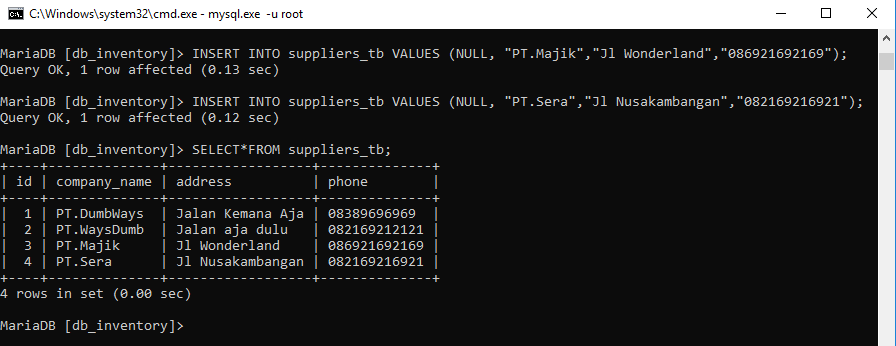 C:\Windows\system32\cmd.exe - mysql.exe -u root
MariaDB [db_inventory]> INSERT INTO suppliers_tb VALUES (NULL, "PT.Majik","Jl Wonderland","086921692169");
Query OK, 1 row affected (0.13 sec)
MariaDB [db_inventory]> INSERT INTO suppliers_tb VALUES (NULL, "PT.Sera","Jl Nusakambangan","082169216921");
Query OK, 1 row affected (0.12 sec)
MariaDB [db_inventory]> SELECT*FROM suppliers_tb;
+----+--------------+------------------+--------------+
| id | company_name | address          | phone        |
+----+--------------+------------------+--------------+
|  1 | PT.DumbWays  | Jalan Kemana Aja | 08389696969  |
|  2 | PT.WaysDumb  | Jalan aja dulu   | 082169212121 |
|  3 | PT.Majik     | Jl Wonderland    | 086921692169 |
|  4 | PT.Sera      | Jl Nusakambangan | 082169216921 |
+----+--------------+------------------+--------------+
4 rows in set (0.00 sec)
MariaDB [db_inventory]>